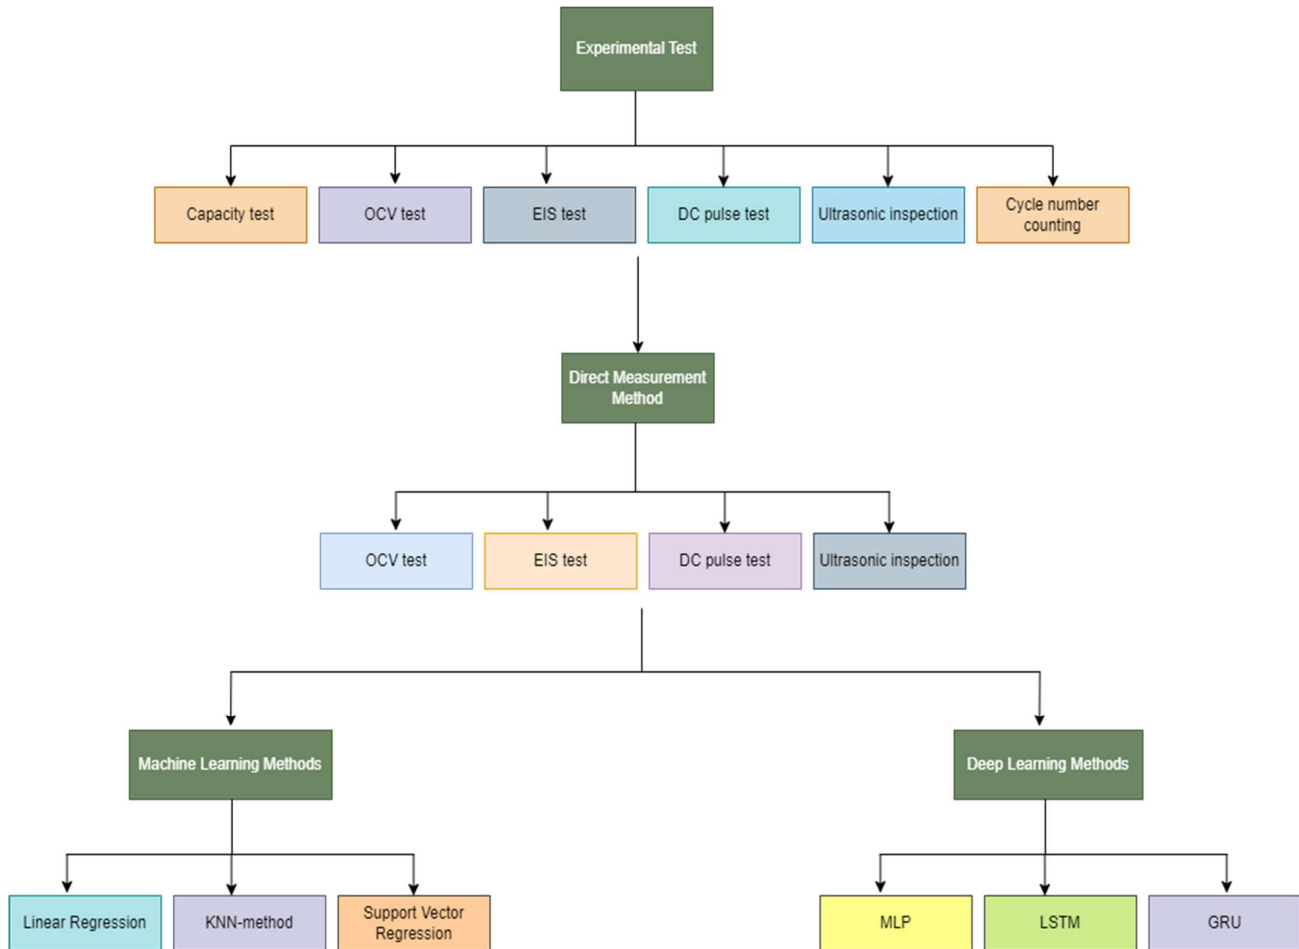 Experimental Test
Capacity test
OCV test
EIS test
DC pulse test
Ultrasonic inspection
Cycle number
counting
Direct Measurement
Method
OCV test
EIS test
DC pulse test
Ultrasonic inspection
Machine Learning Methods
Deep Learning Methods
Linear Regression
KNN-method
Support Vector
Regression
MLP
LSTM
GRU